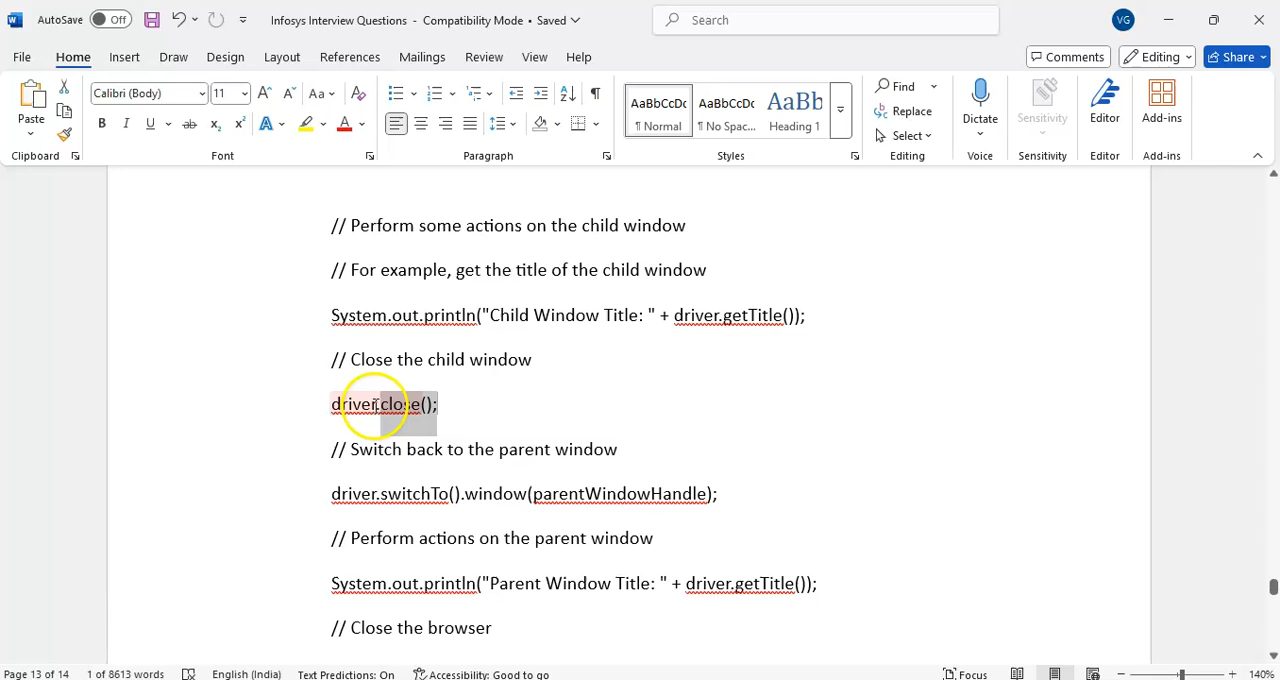 AutoSave Off Infosys Interview Questions - Compatibility Mode • Saved Search VG
File Home Insert Draw Design Layout References Mailings Review View Help Comments Editing Share
Paste Calibri (Body) 11 Aa AaBbCcDc AaBbCcDc AaBb Find Replace Select Dictate Sensitivity Editor Add-ins
B I U ab x₂ x² A A Normal No Spac... Heading 1
Clipboard Font Paragraph Styles Editing Voice Sensitivity Editor Add-ins
// Perform some actions on the child window
// For example, get the title of the child window
System.out.println("Child Window Title: " + driver.getTitle());
// Close the child window
driver.close();
// Switch back to the parent window
driver.switchTo().window(parentWindowHandle);
// Perform actions on the parent window
System.out.println("Parent Window Title: " + driver.getTitle());
// Close the browser
Page 13 of 14 1 of 8613 words English (India) Text Predictions: On Accessibility: Good to go Focus 140%